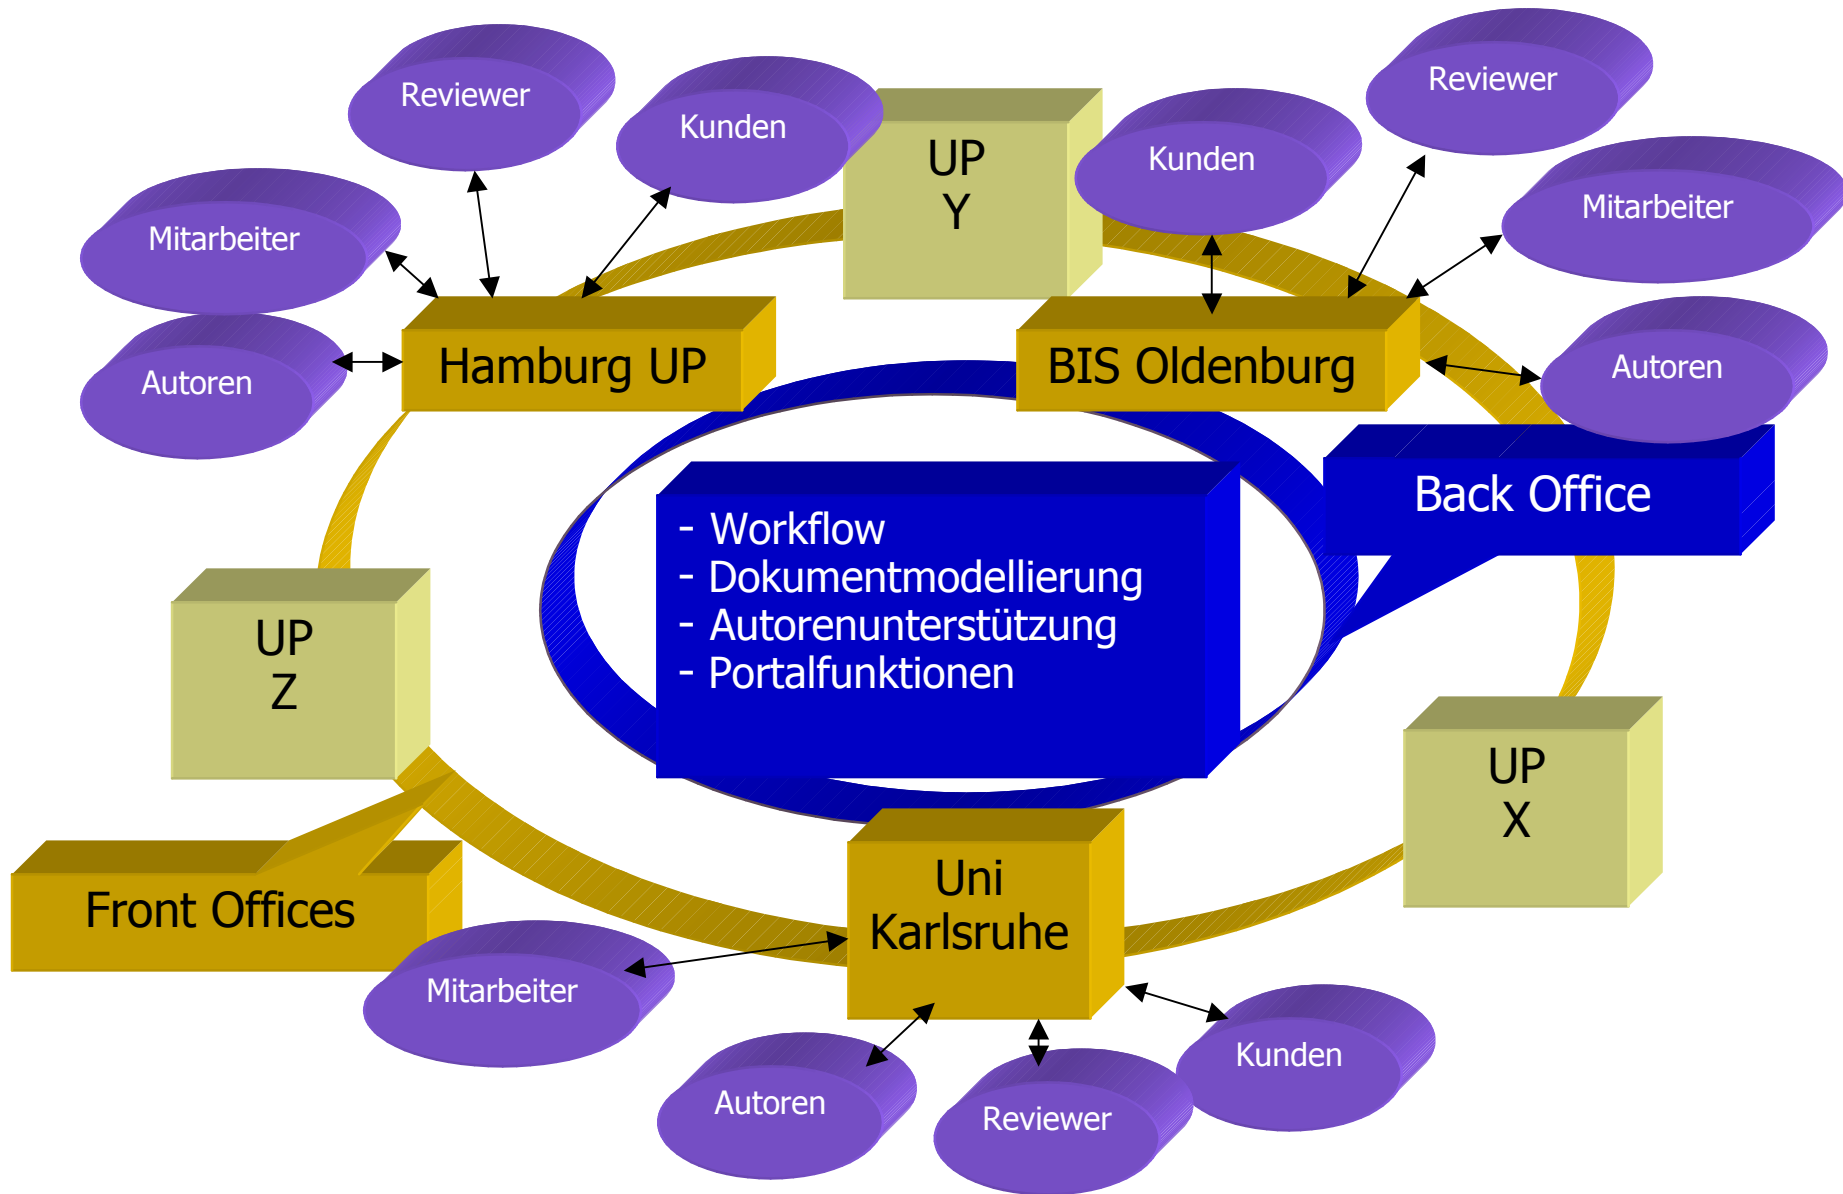 Reviewer
Kunden
Mitarbeiter
Autoren
Hamburg UP
UP
Y
Kunden
Reviewer
Mitarbeiter
Autoren
BIS Oldenburg
Back Office
- Workflow
- Dokumentmodellierung
- Autorenunterstützung
- Portalfunktionen
UP
Z
UP
X
Front Offices
Uni
Karlsruhe
Mitarbeiter
Autoren
Reviewer
Kunden